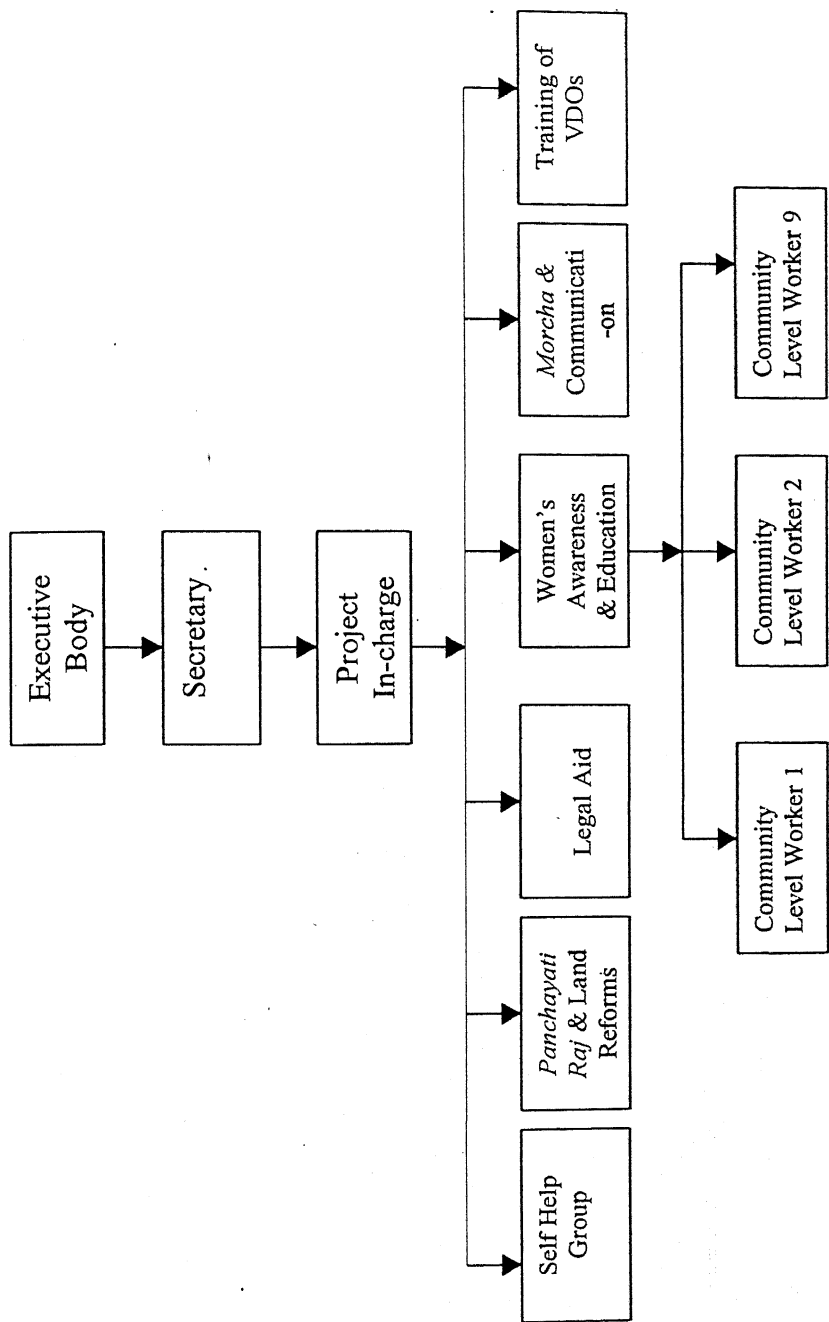 Executive
Body
Secretary.
Project
In-charge
Self Help
Group
Panchayati
Raj & Land
Reforms
Legal Aid
Women's
Awareness
& Education
Morcha &
Communicati
-on
Training of
VDOs
Community
Level Worker 1
Community
Level Worker 2
Community
Level Worker 9